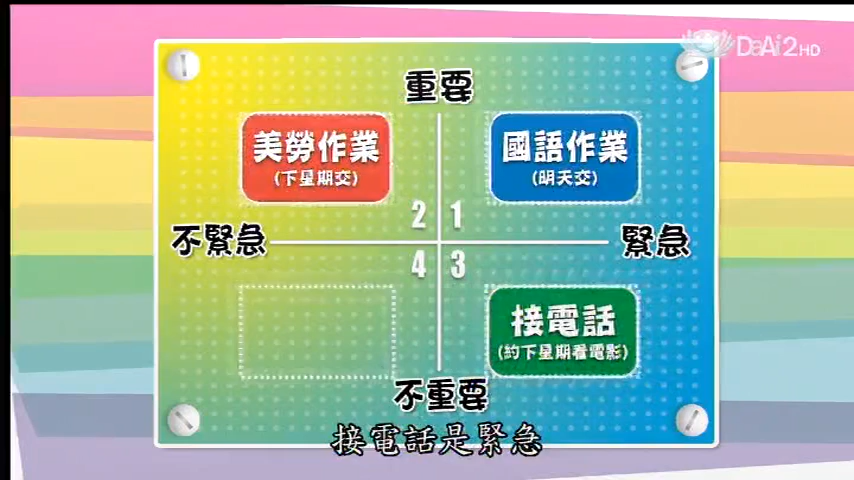 DaAi2HD
重要
美勞作業
(下星期交)
國語作業
(明天交)
2 1
不緊急
緊急
4 3
接電話
(約下星期看電影)
不重要
接電話是緊急